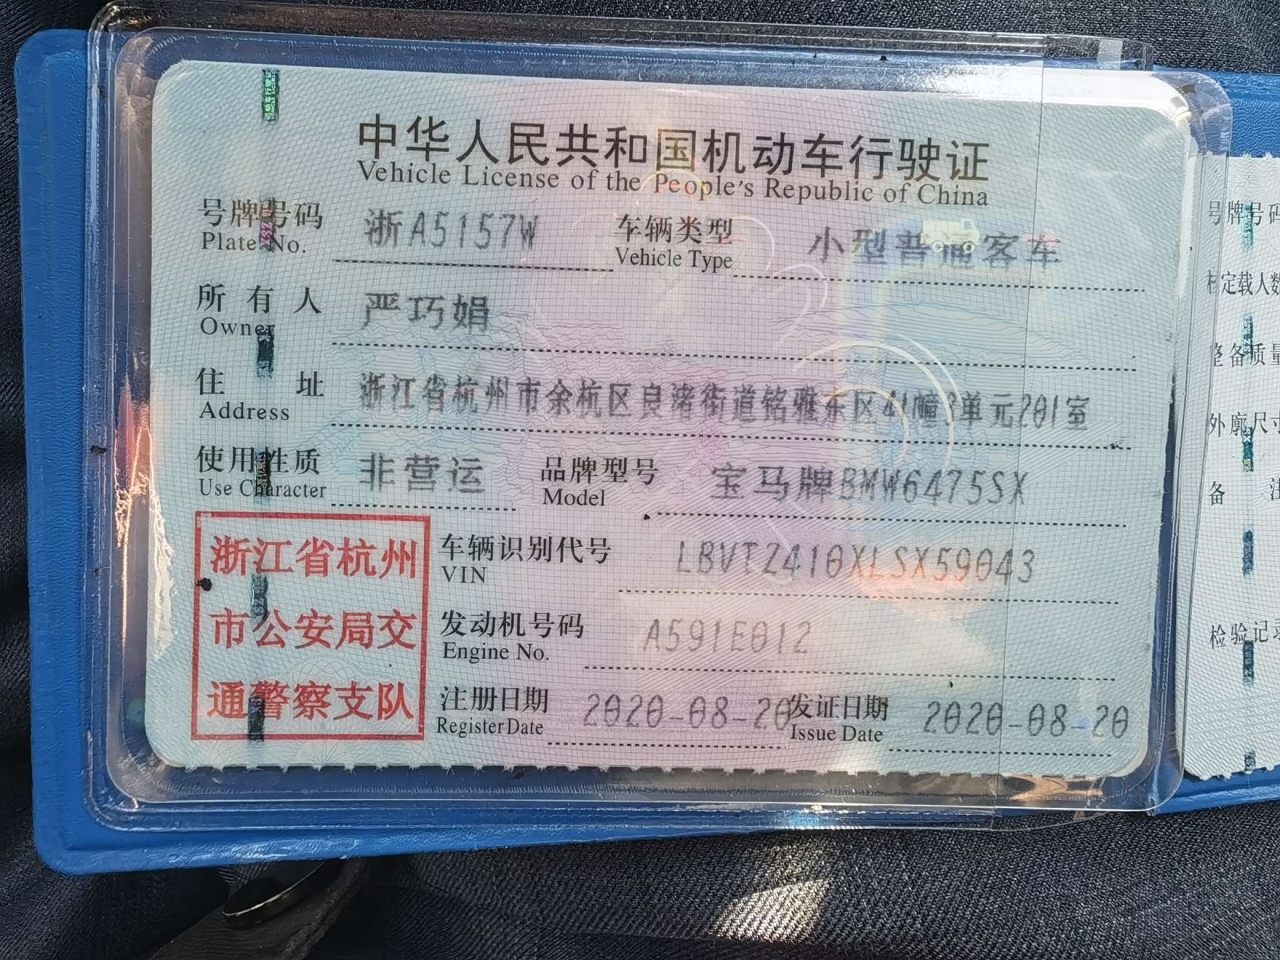 中华人民共和国机动车行驶证
Vehicle License of the People's Republic of China
号牌号码 浙A5157W 车辆类型 小型普通客车
Plate No. Vehicle Type
所有人 严巧娟
Owner
住址 浙江省杭州市余杭区良渚街道铭雅东区41幢 单元201室
Address
使用性质 非营运 品牌型号 宝马牌BMW6475SX
Use Character Model
浙江省杭州
市公安局交
通警察支队
车辆识别代号 LBVTZ410XLSX59043
VIN
发动机号码 A591E012
Engine No.
注册日期 2020-08-20 发证日期 2020-08-20
Register Date Issue Date
号牌号码
定载人数
整备质量
外廓尺寸
备
检验记录